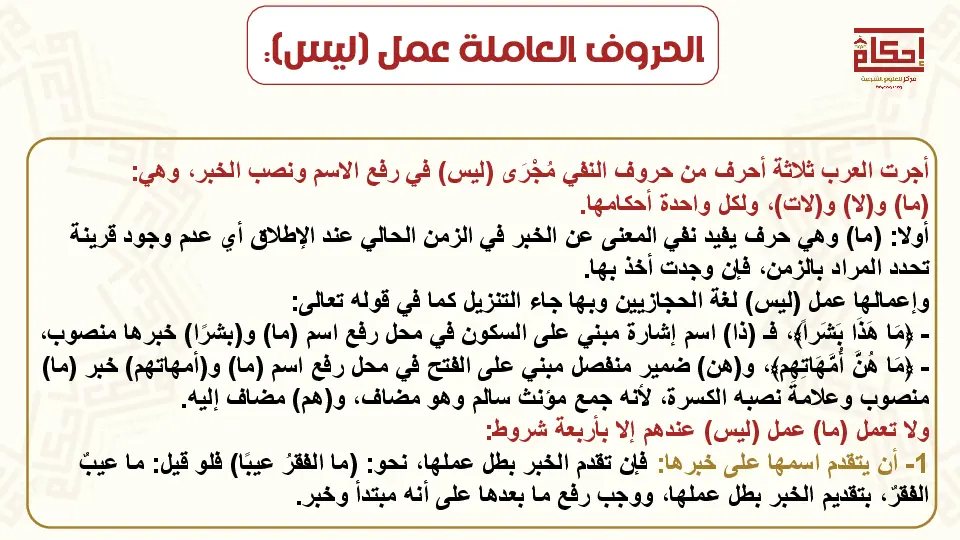 الحروف العاملة عمل (ليس):
إحكام
مركز للعلوم الشرعية
أجرت العرب ثلاثة أحرف من حروف النفي مُجْرَى (ليس) في رفع الاسم ونصب الخبر، وهي:
(ما) و(لا) و(لات)، ولكل واحدة أحكامها.
أولا: (ما) وهي حرف يفيد نفي المعنى عن الخبر في الزمن الحالي عند الإطلاق أي عدم وجود قرينة
تحدد المراد بالزمن، فإن وجدت أخذ بها.
وإعمالها عمل (ليس) لغة الحجازيين وبها جاء التنزيل كما في قوله تعالى:
- ﴿مَا هَذَا بَشَراً﴾، فـ (ذا) اسم إشارة مبني على السكون في محل رفع اسم (ما) و(بشرًا) خبرها منصوب،
- ﴿مَا هُنَّ أُمَّهَاتِهِم﴾، و(هن) ضمير منفصل مبني على الفتح في محل رفع اسم (ما) و(أمهاتهم) خبر (ما)
منصوب وعلامة نصبه الكسرة، لأنه جمع مؤنث سالم وهو مضاف، و(هم) مضاف إليه.
ولا تعمل (ما) عمل (ليس) عندهم إلا بأربعة شروط:
1- أن يتقدم اسمها على خبرها: فإن تقدم الخبر بطل عملها، نحو: (ما الفقرُ عيبًا) فلو قيل: ما عيبٌ
الفقرُ، بتقديم الخبر بطل عملها، ووجب رفع ما بعدها على أنه مبتدأ وخبر.